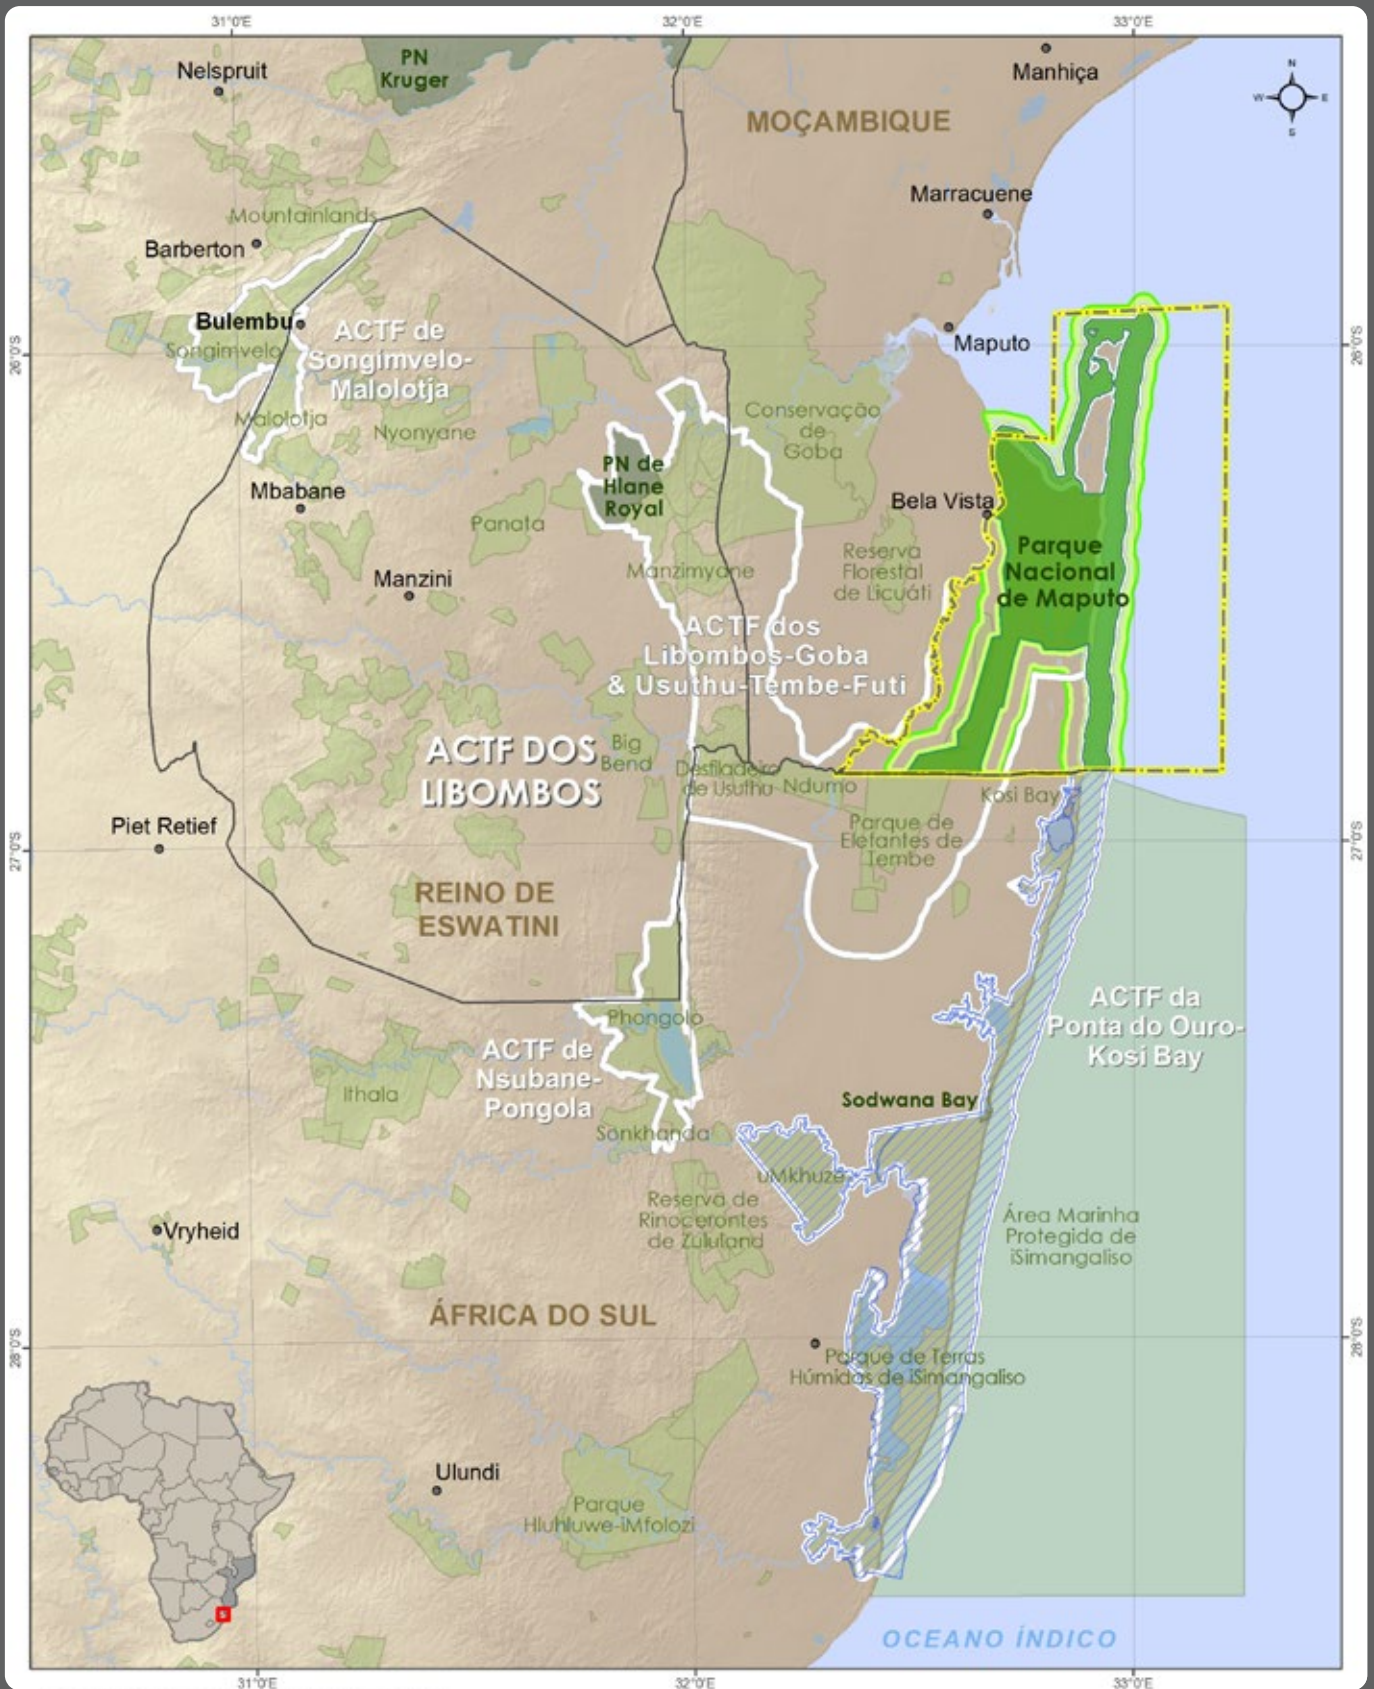 31°0'E
32°0'E
33°0'E
N
W
E
S
PN
Kruger
Nelspruit
Manhiça
MOÇAMBIQUE
Marracuene
Mountainlands
Barberton
Bulembu
ACTF de
Songimvelo-
Malolotja
Songimvelo
Maputo
26°0'S
26°0'S
Malolotja
Nyonyane
Conservação
de
Goba
PN de
Hlane
Royal
Mbabane
Bela Vista
Panata
Parque
Nacional
de Maputo
Reserva
Florestal
de Licuáti
Manzini
Manzimyane
ACTF dos
Libombos-Goba
& Usuthu-Tembe-Futi
ACTF DOS
LIBOMBOS
Big
Bend
Desfiladeiro
de Usuthu
Ndumo
Kosi Bay
Piet Retief
Parque de
Elefantes de
Tembe
27°0'S
27°0'S
REINO DE
ESWATINI
ACTF da
Ponta do Ouro-
Kosi Bay
Phongolo
ACTF de
Nsubane-
Pongola
Ithala
Sodwana Bay
Sonkhanda
uMkhuze
Reserva de
Rinocerontes
de Zululand
Vryheid
Área Marinha
Protegida de
iSimangaliso
ÁFRICA DO SUL
28°0'S
28°0'S
Parque de Terras
Húmidas de iSimangaliso
Ulundi
Parque
Hluhluwe-iMfolozi
OCEANO ÍNDICO
31°0'E
32°0'E
33°0'E